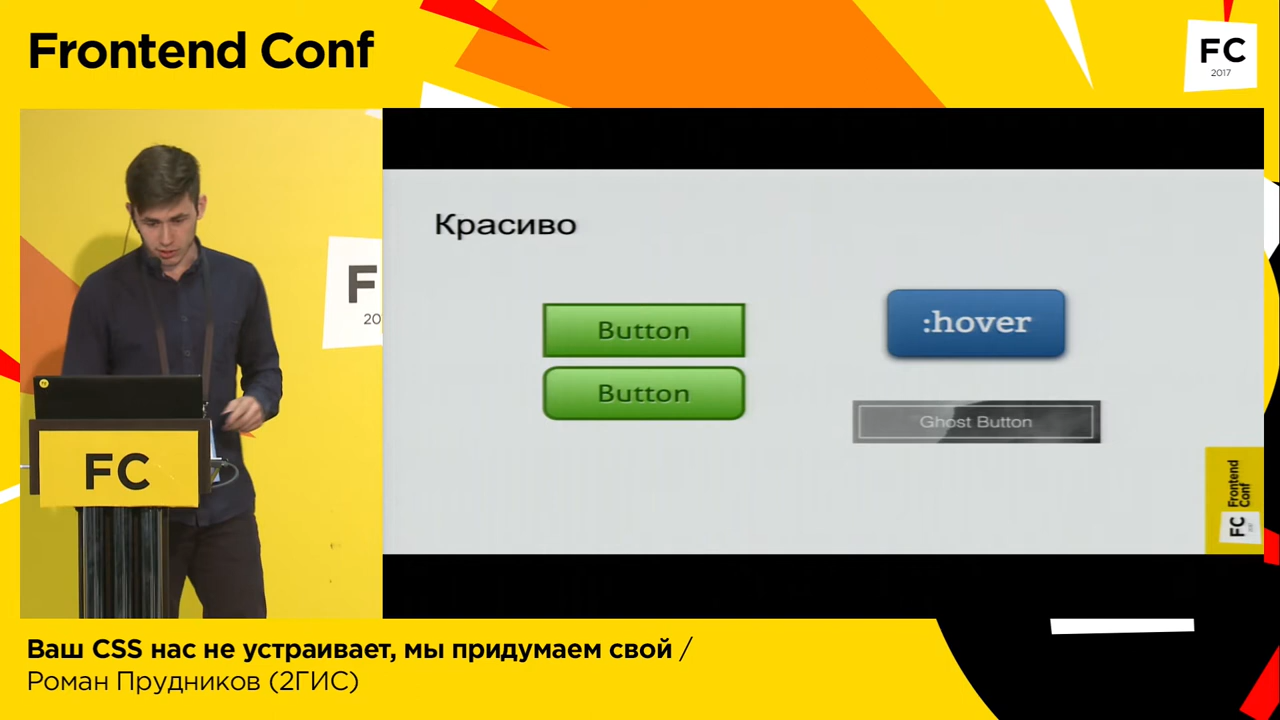 Frontend Conf
FC
2017
F
20
FC
Красиво
Button
Button
:hover
Ghost Button
Frontend
Conf
FC
Ваш CSS нас не устраивает, мы придумаем свой /
Роман Прудников (2ГИС)